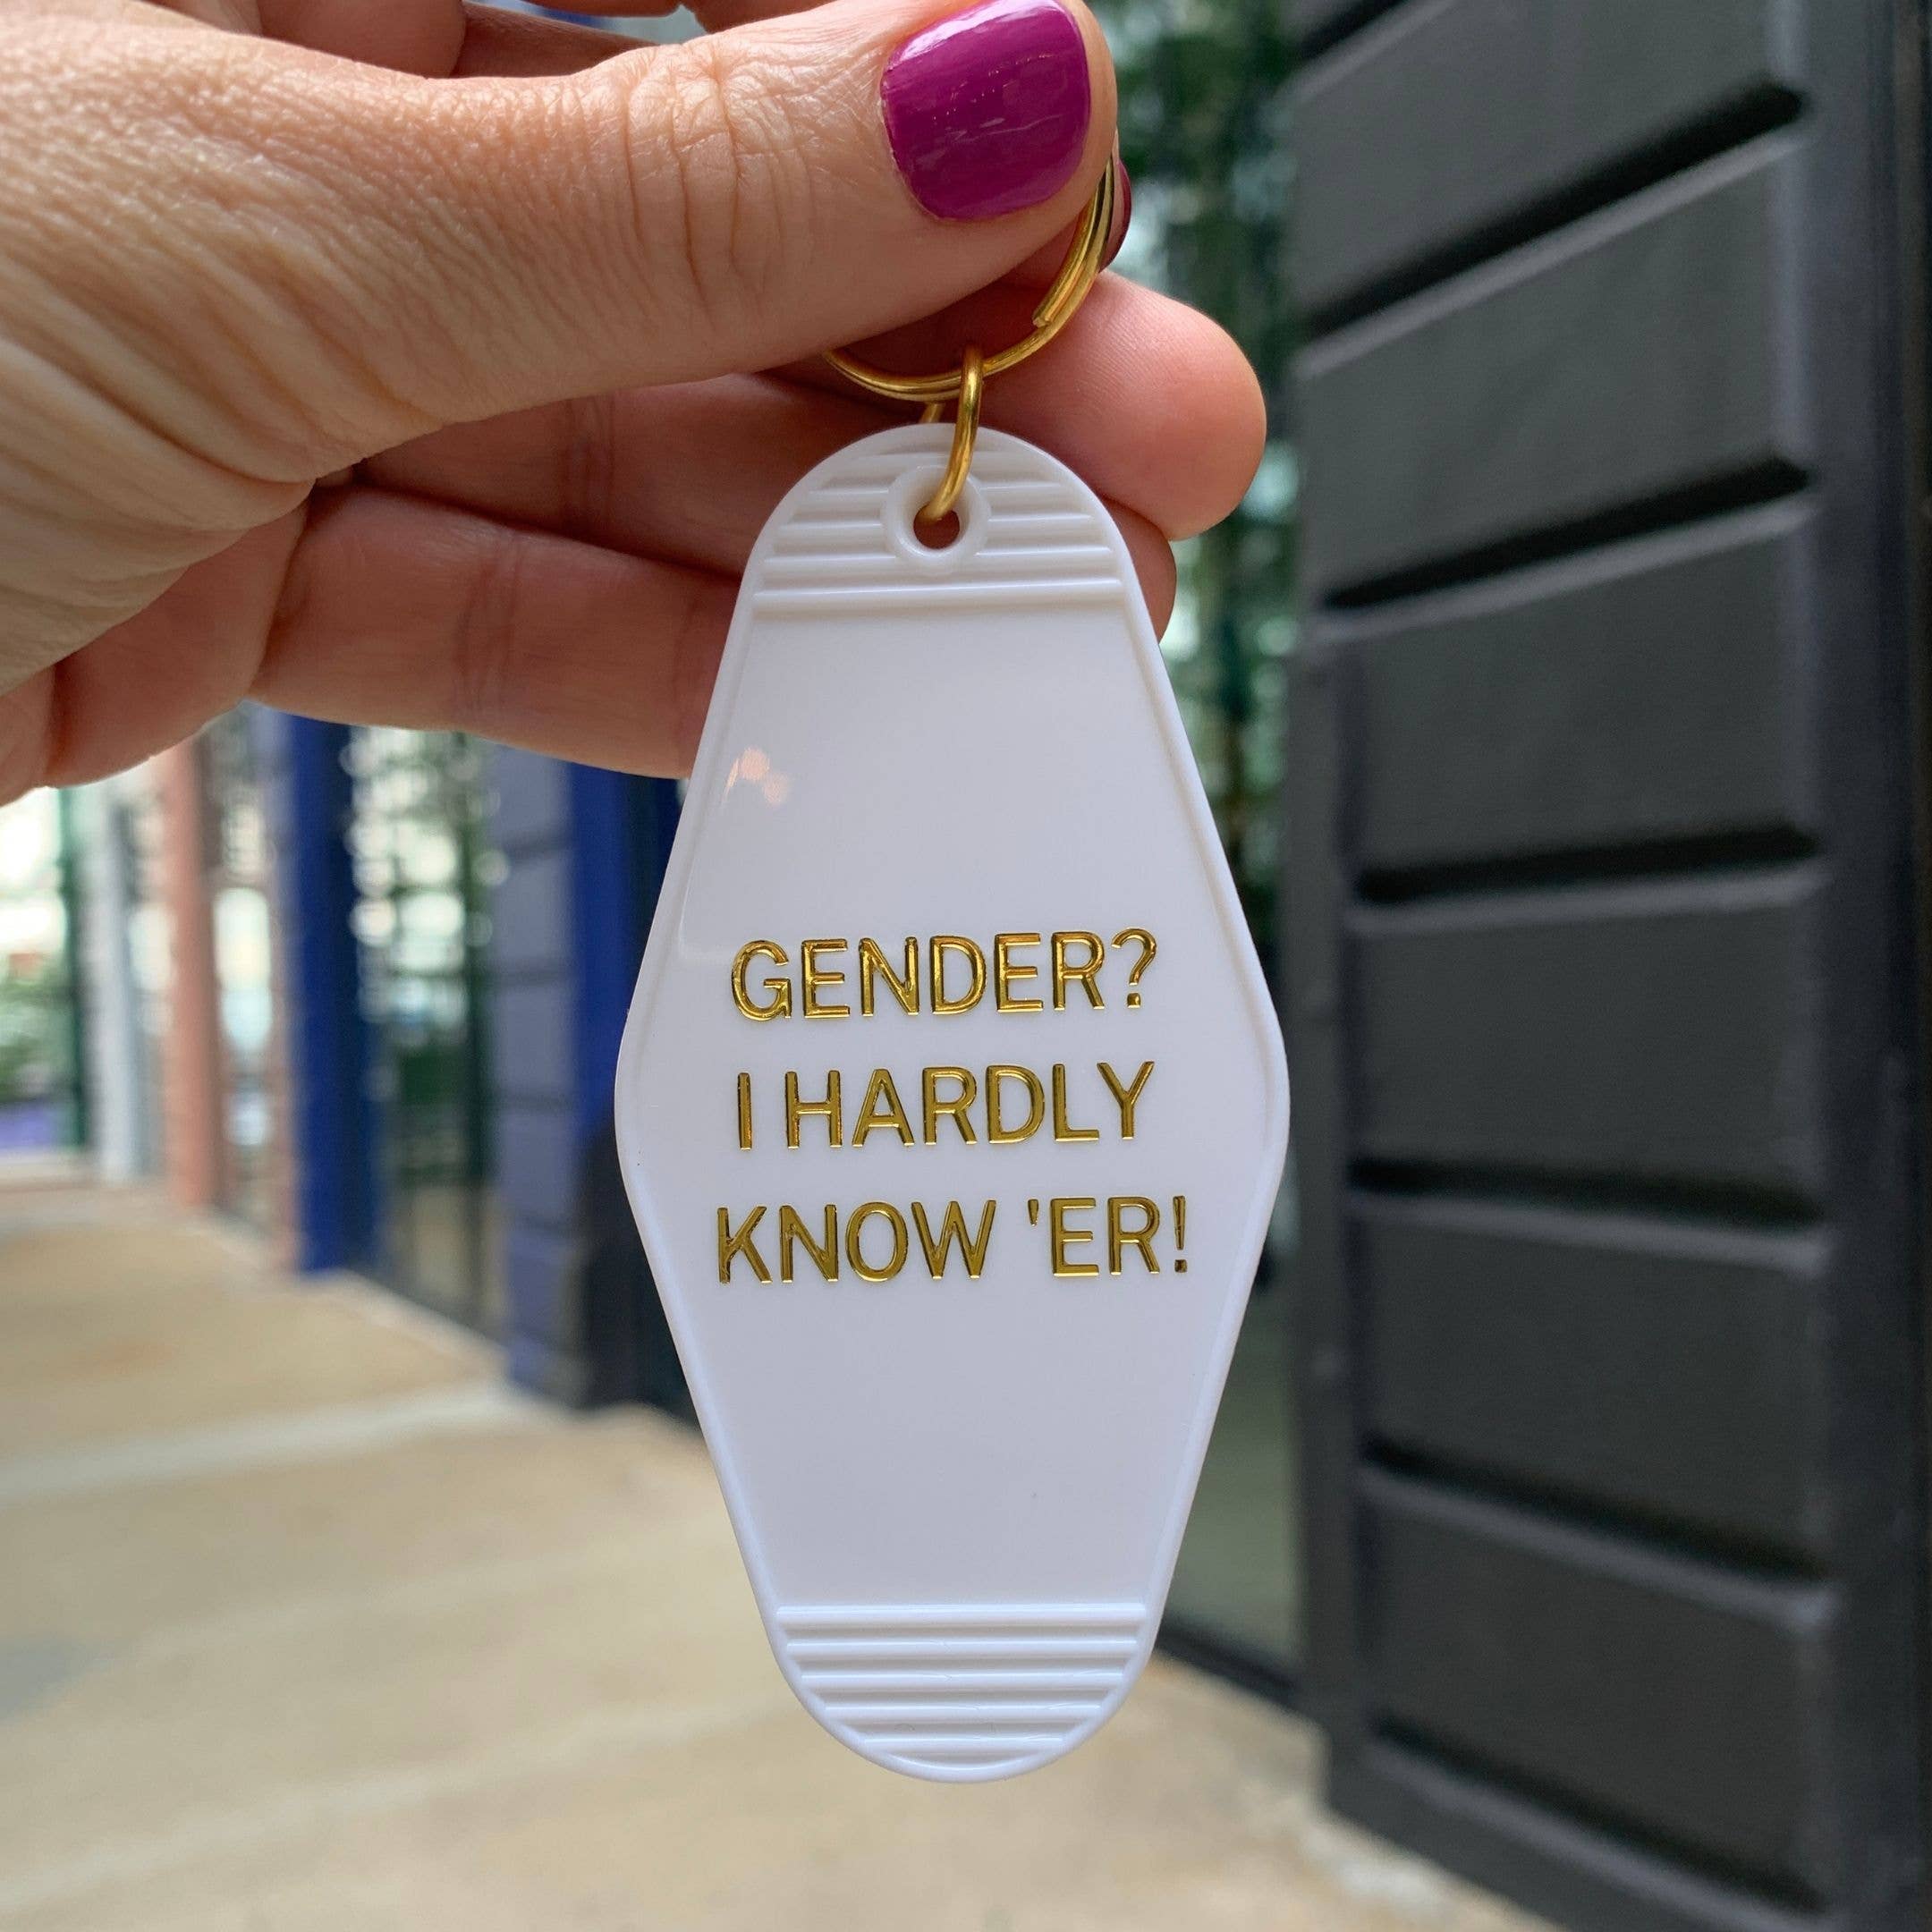 GENDER?
I HARDLY
KNOW 'ER!